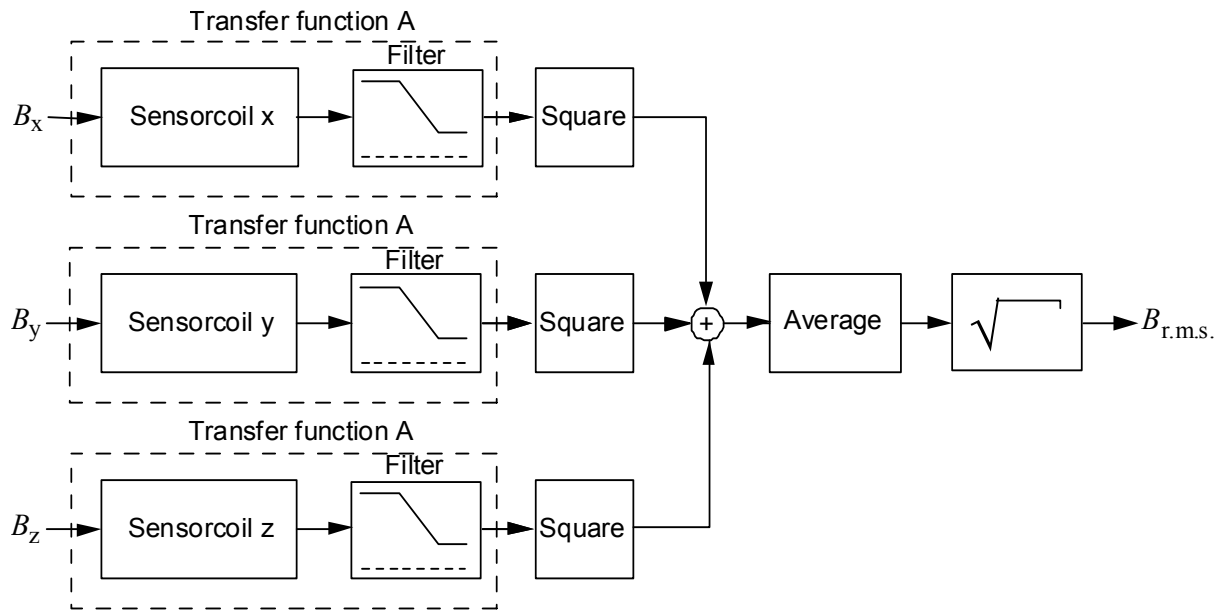 Transfer function A
Filter
Bx
Sensorcoil x
Square
Transfer function A
Filter
By
Sensorcoil y
Square
+
Average
√
Br.m.s.
Transfer function A
Filter
Bz
Sensorcoil z
Square